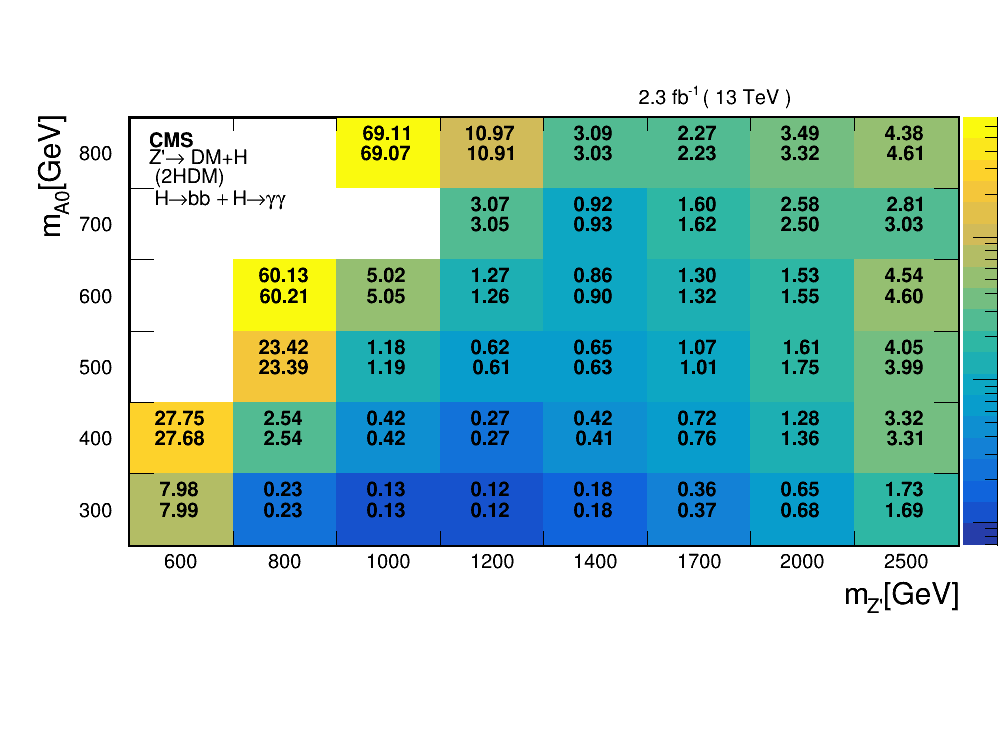 2.3 fb-1 ( 13 TeV )
mA0[GeV]
CMS
Z'→ DM+H
(2HDM)
H→bb + H→γγ
800 69.11 10.97 3.09 2.27 3.49 4.38
69.07 10.91 3.03 2.23 3.32 4.61
700 3.07 0.92 1.60 2.58 2.81
3.05 0.93 1.62 2.50 3.03
600 60.13 5.02 1.27 0.86 1.30 1.53 4.54
60.21 5.05 1.26 0.90 1.32 1.55 4.60
500 23.42 1.18 0.62 0.65 1.07 1.61 4.05
23.39 1.19 0.61 0.63 1.01 1.75 3.99
400 27.75 2.54 0.42 0.27 0.42 0.72 1.28 3.32
27.68 2.54 0.42 0.27 0.41 0.76 1.36 3.31
300 7.98 0.23 0.13 0.12 0.18 0.36 0.65 1.73
7.99 0.23 0.13 0.12 0.18 0.37 0.68 1.69
600 800 1000 1200 1400 1700 2000 2500
mZ'[GeV]